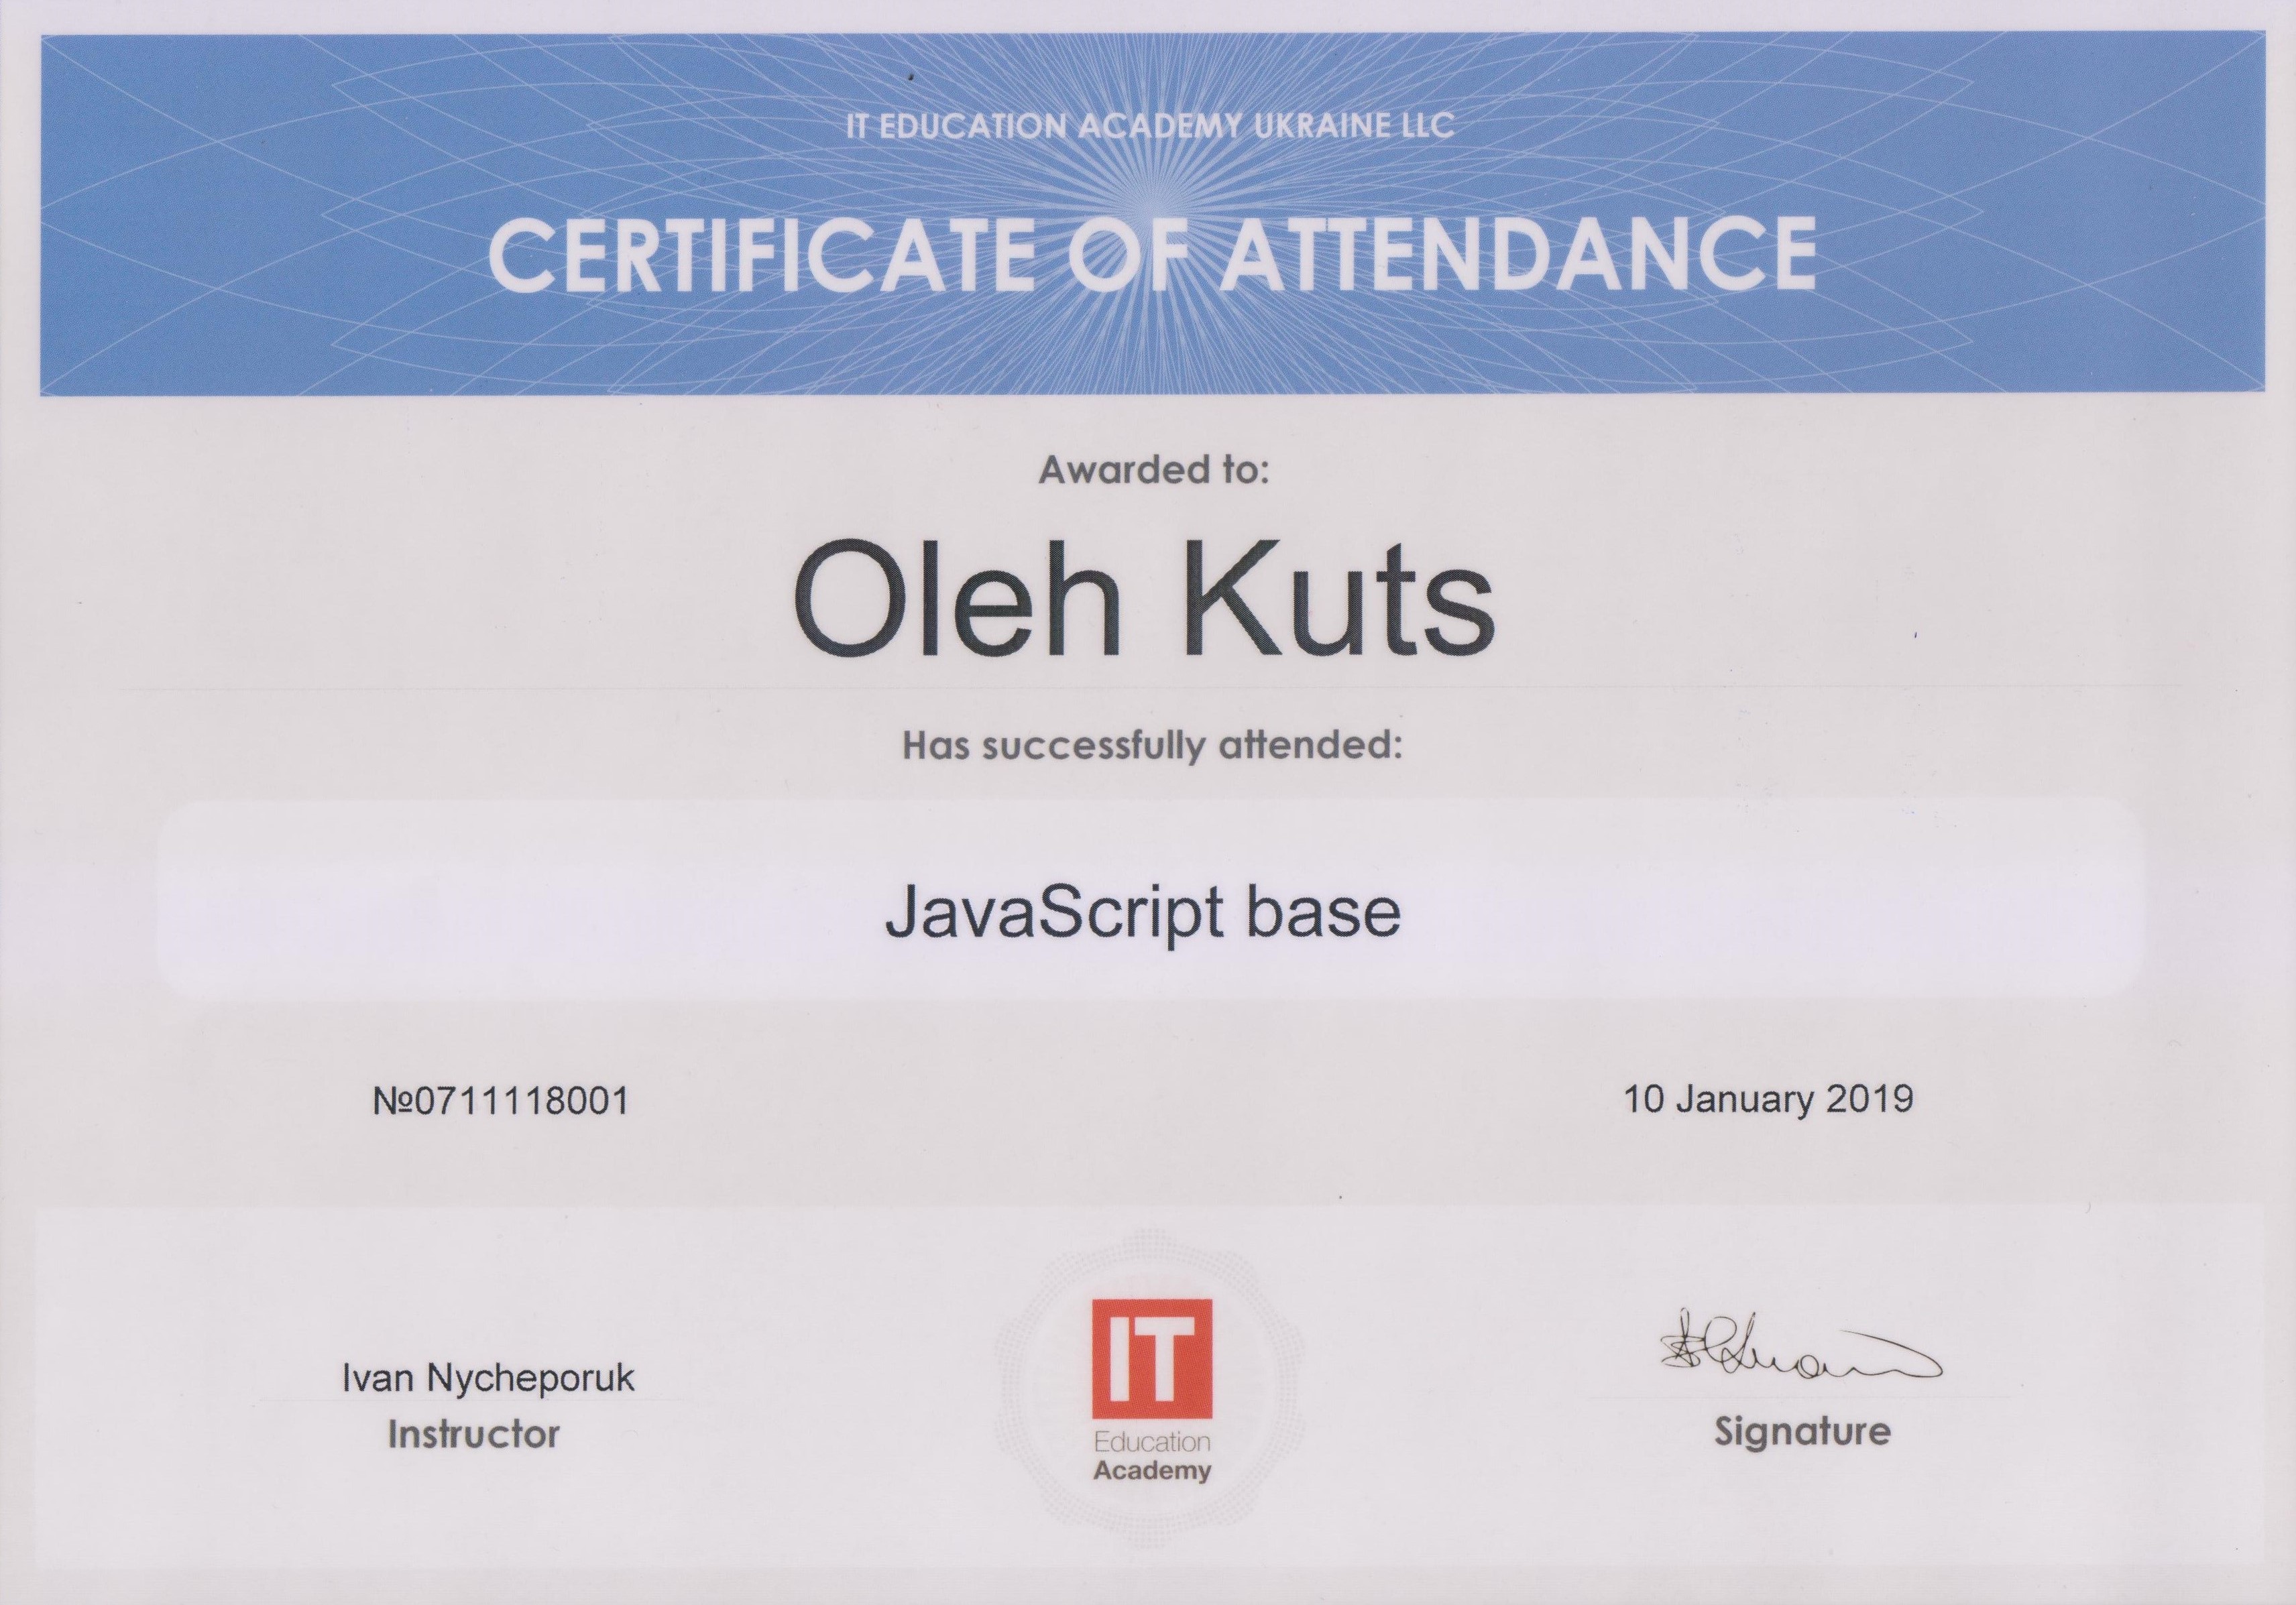 IT EDUCATION ACADEMY UKRAINE LLC
CERTIFICATE OF ATTENDANCE
Awarded to:
Oleh Kuts
Has successfully attended:
JavaScript base
№0711118001
10 January 2019
Ivan Nycheporuk
Instructor
IT
Education
Academy
Signature